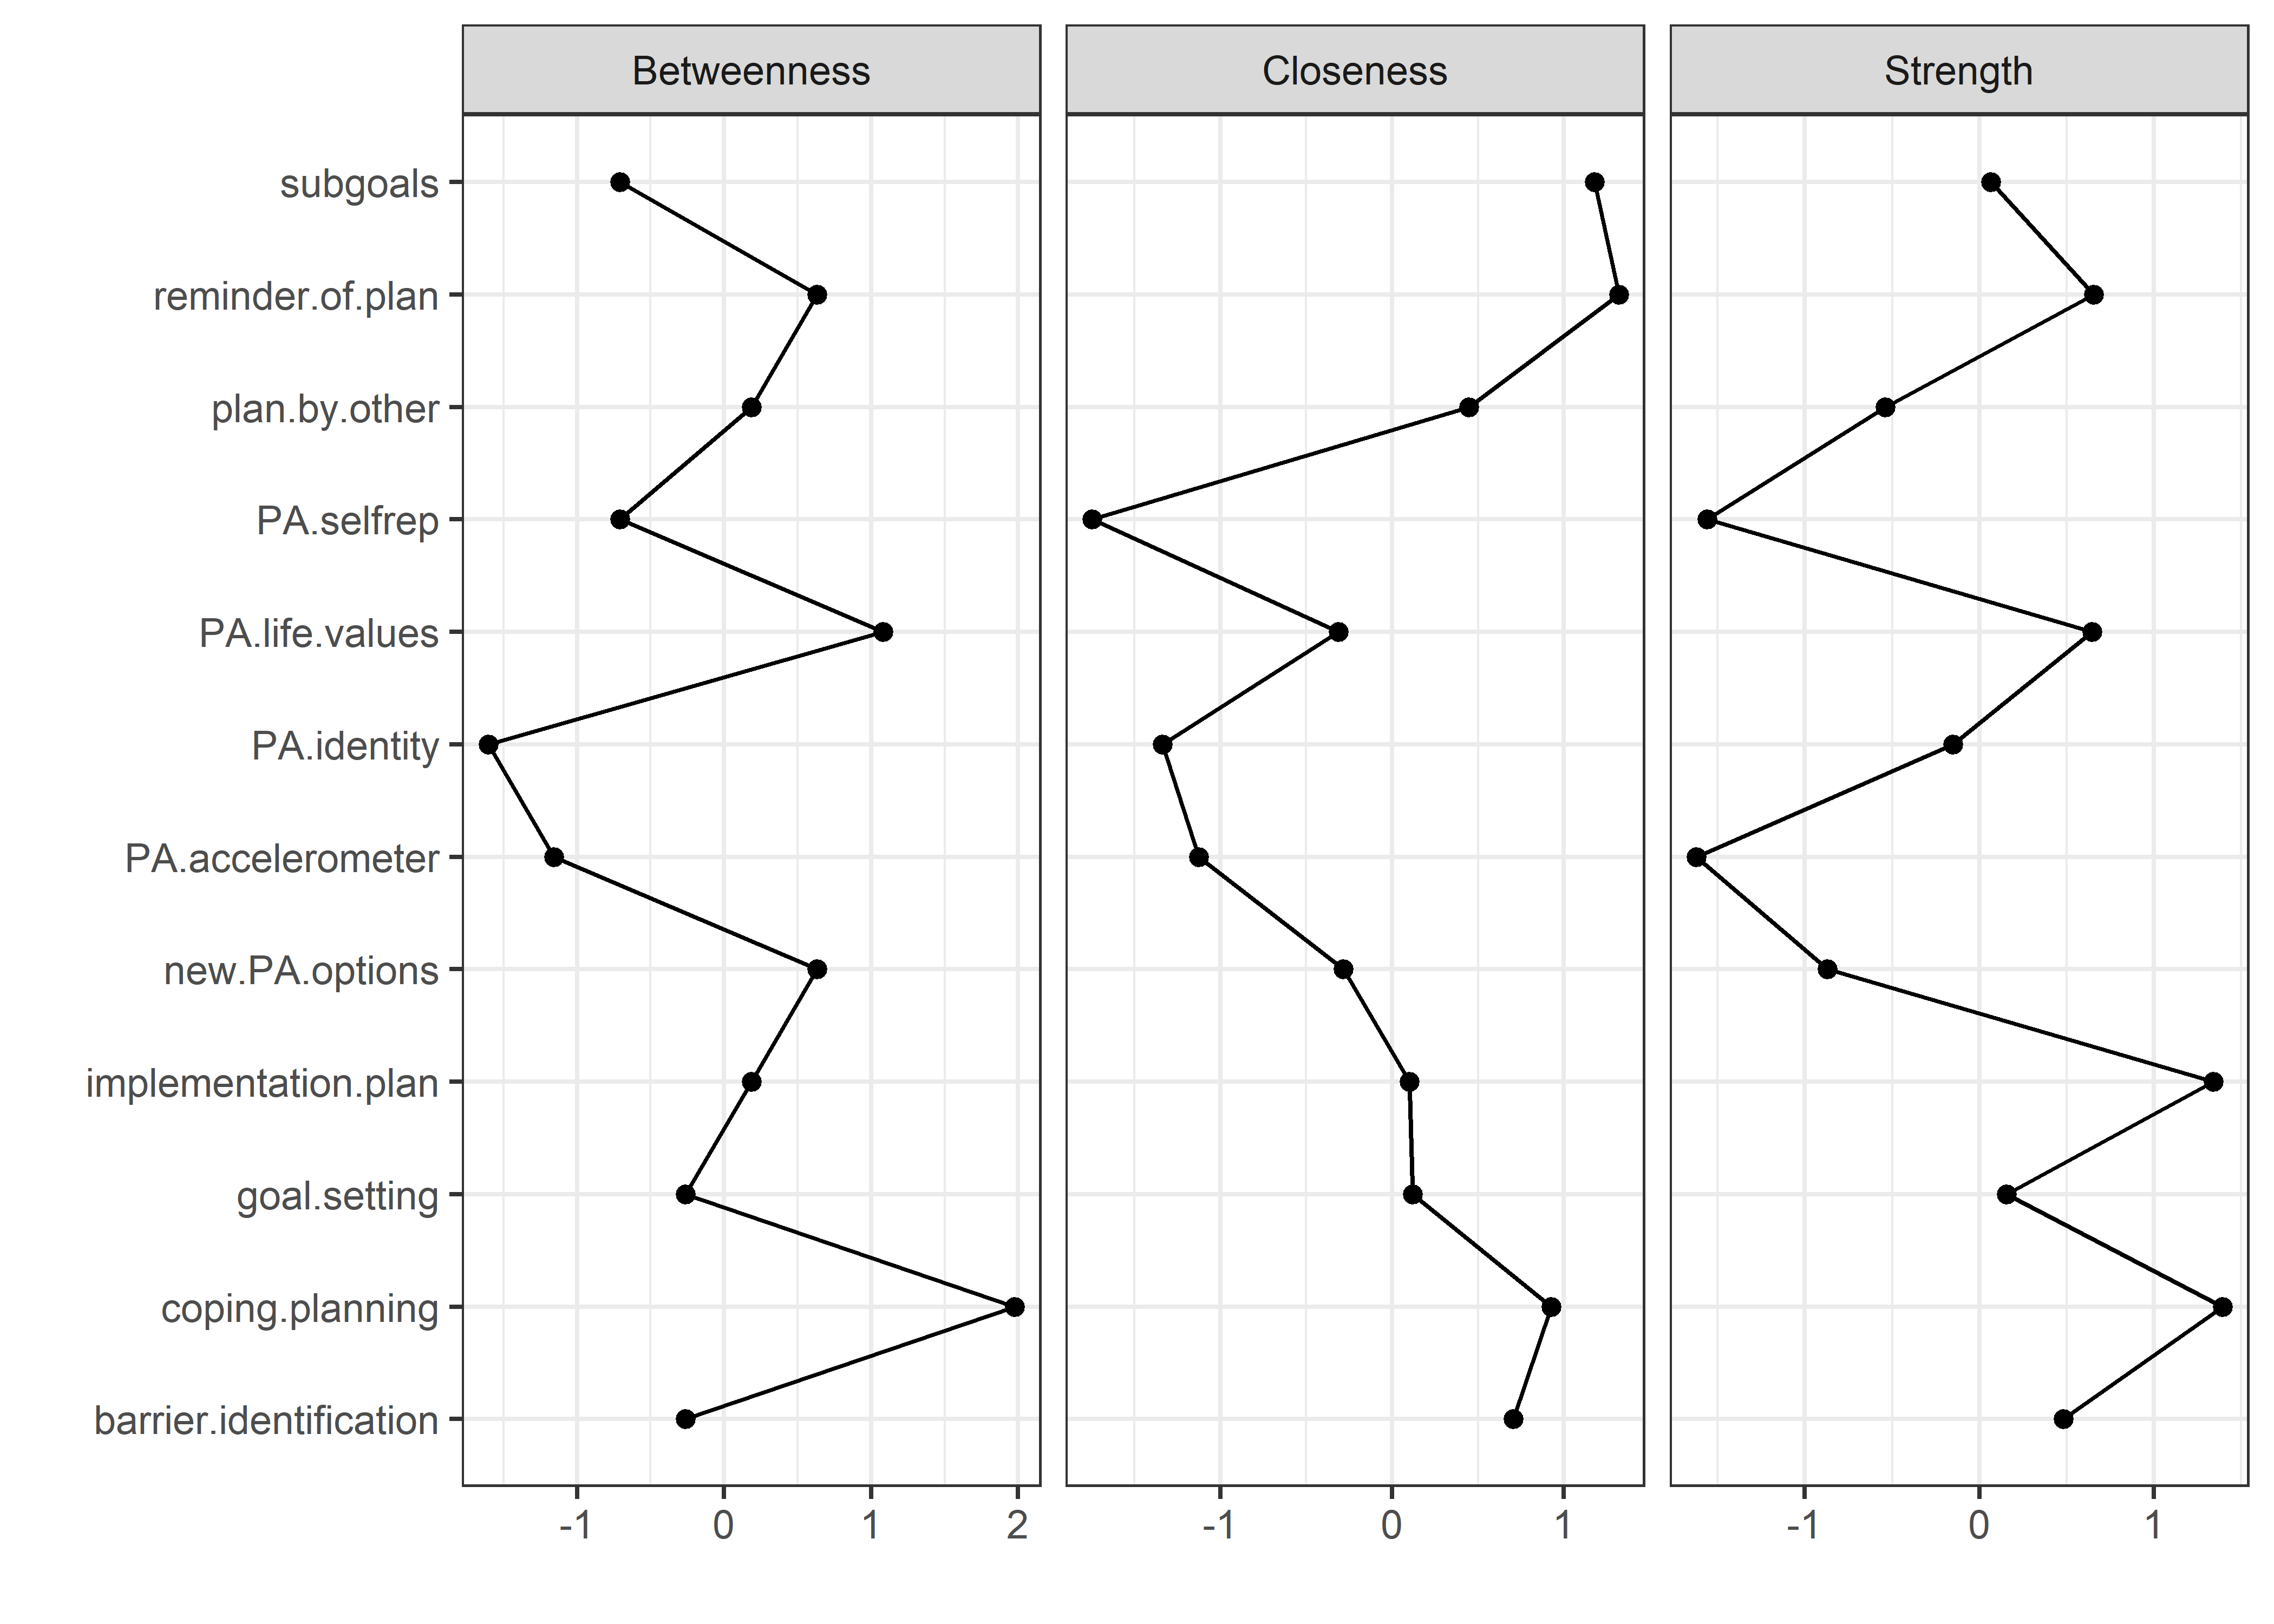 Betweenness Closeness Strength
subgoals
reminder.of.plan
plan.by.other
PA.selfrep
PA.life.values
PA.identity
PA.accelerometer
new.PA.options
implementation.plan
goal.setting
coping.planning
barrier.identification
-1 0 1 2 -1 0 1 -1 0 1